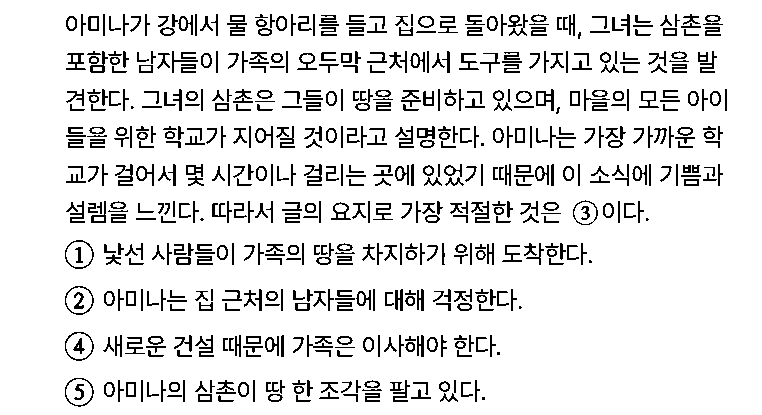 아미나가 강에서 물 항아리를 들고 집으로 돌아왔을 때, 그녀는 삼촌을
포함한 남자들이 가족의 오두막 근처에서 도구를 가지고 있는 것을 발
견한다. 그녀의 삼촌은 그들이 땅을 준비하고 있으며, 마을의 모든 아이
들을 위한 학교가 지어질 것이라고 설명한다. 아미나는 가장 가까운 학
교가 걸어서 몇 시간이나 걸리는 곳에 있었기 때문에 이 소식에 기쁨과
설렘을 느낀다. 따라서 글의 요지로 가장 적절한 것은 ③이다.
① 낯선 사람들이 가족의 땅을 차지하기 위해 도착한다.
② 아미나는 집 근처의 남자들에 대해 걱정한다.
④ 새로운 건설 때문에 가족은 이사해야 한다.
⑤ 아미나의 삼촌이 땅 한 조각을 팔고 있다.